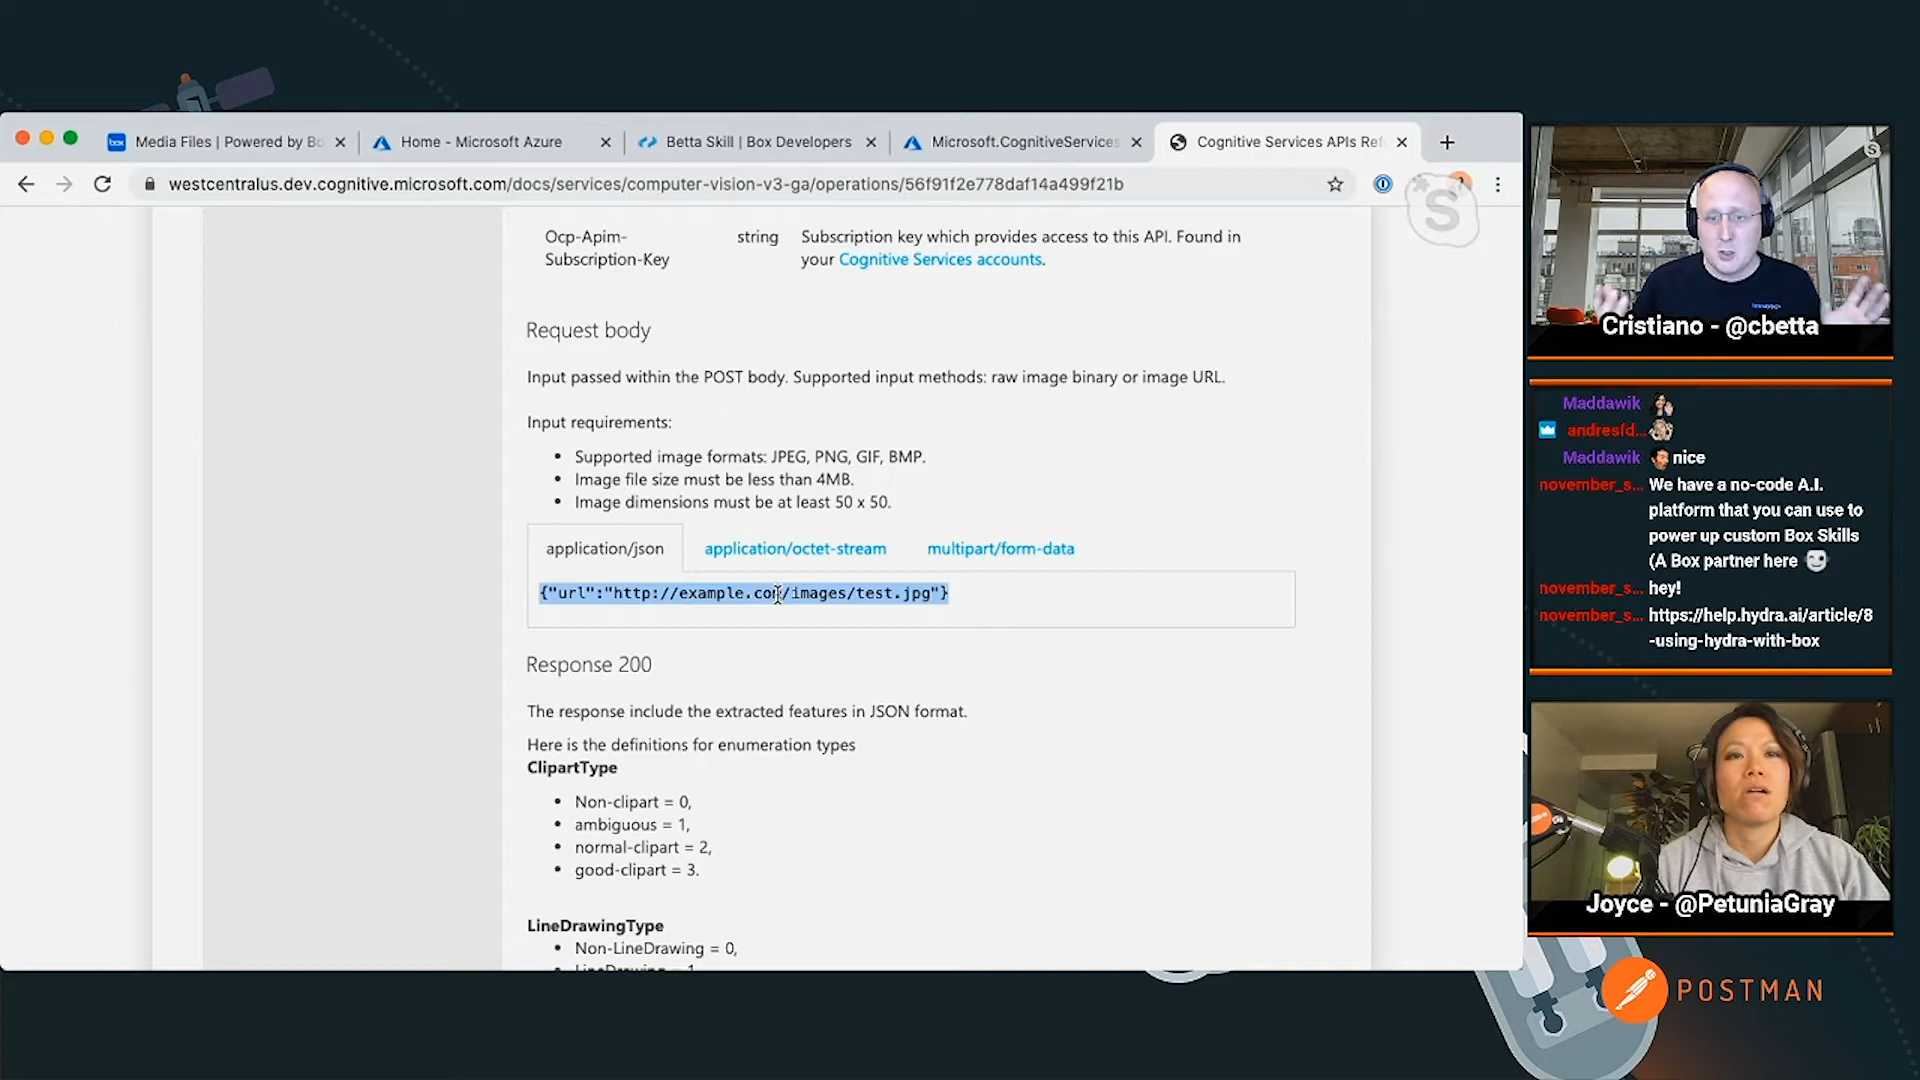 Media Files | Powered by Bo
Home - Microsoft Azure
Betta Skill | Box Developers
Microsoft.CognitiveServices
Cognitive Services APIs Ref
westcentralus.dev.cognitive.microsoft.com/docs/services/computer-vision-v3-ga/operations/56f91f2e778daf14a499f21b
Ocp-Apim-
Subscription-Key
string
Subscription key which provides access to this API. Found in
your Cognitive Services accounts.
Request body
Input passed within the POST body. Supported input methods: raw image binary or image URL.
Input requirements:
• Supported image formats: JPEG, PNG, GIF, BMP.
• Image file size must be less than 4MB.
• Image dimensions must be at least 50 x 50.
application/json
application/octet-stream
multipart/form-data
{"url":"http://example.com/images/test.jpg"}
Response 200
The response include the extracted features in JSON format.
Here is the definitions for enumeration types
ClipartType
• Non-clipart = 0,
• ambiguous = 1,
• normal-clipart = 2,
• good-clipart = 3.
LineDrawingType
• Non-LineDrawing = 0,
• LineDrawing = 1
Cristiano - @cbetta
Maddawik
andresfd...
Maddawik nice
november_s... We have a no-code A.I.
platform that you can use to
power up custom Box Skills
(A Box partner here
november_s... hey!
november_s... https://help.hydra.ai/article/8
-using-hydra-with-box
Joyce - @PetuniaGray
POSTMAN